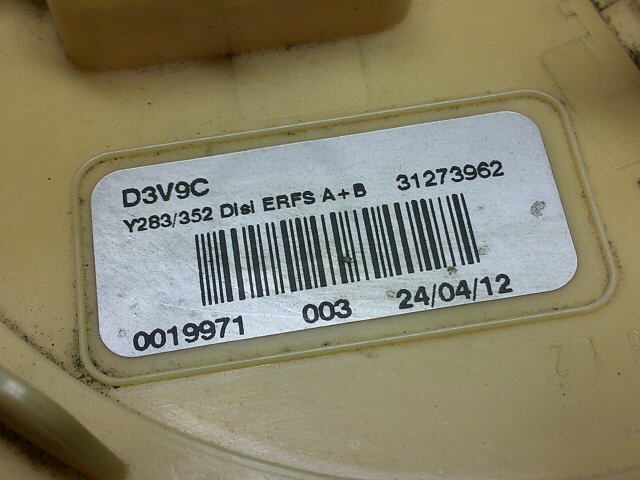 D3V9C 31273962
Y283/352 DIsI ERFS A+B
0019971 003 24/04/12